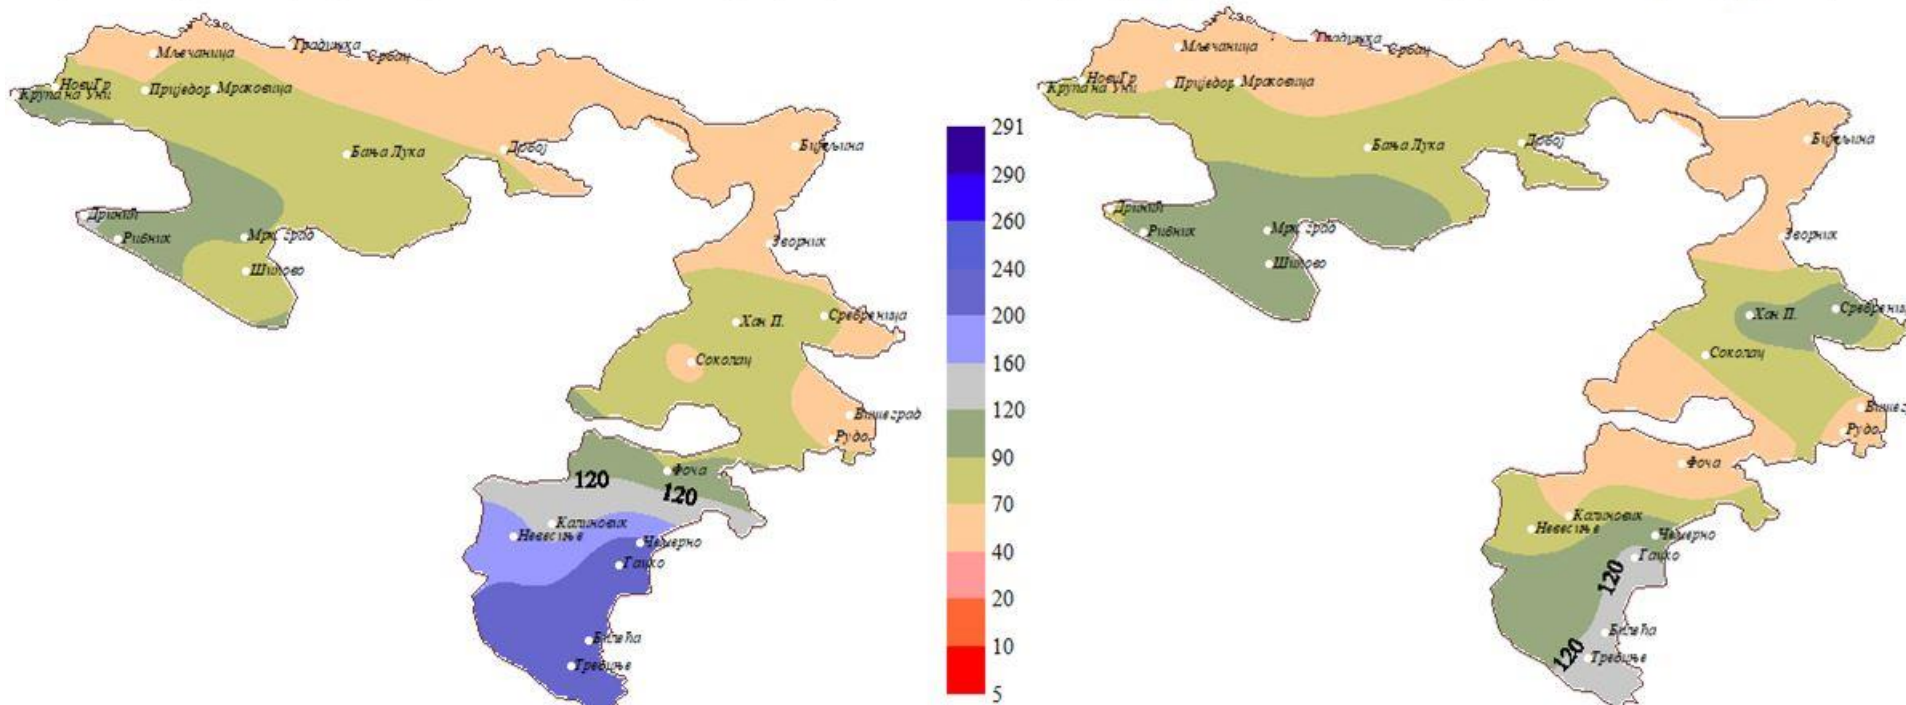 Мљечаница
Градишка
Србац
Нови Гр
Крупа на Уни
Приједор
Мраковица
Бања Лука
Добој
Бијељина
Дринић
Рибник
Мрк. град
Шипово
Зворник
Хан П.
Сребреница
Соколац
Вишеград
Рудо
Фоча
120
120
Калиновик
Невесиње
Чемерно
Гацко
Билећа
Требиње
291
290
260
240
200
160
120
90
70
40
20
10
5
Мљечаница
Градишка
Србац
Нови Гр
Крупа на Уни
Приједор
Мраковица
Бања Лука
Добој
Бијељина
Дринић
Рибник
Мрк. град
Шипово
Зворник
Хан П.
Сребрениц
Соколац
Вишег
Рудо
Фоча
Калиновик
Невесиње
Чемерно
Гацко
120
Билећа
120
Требиње